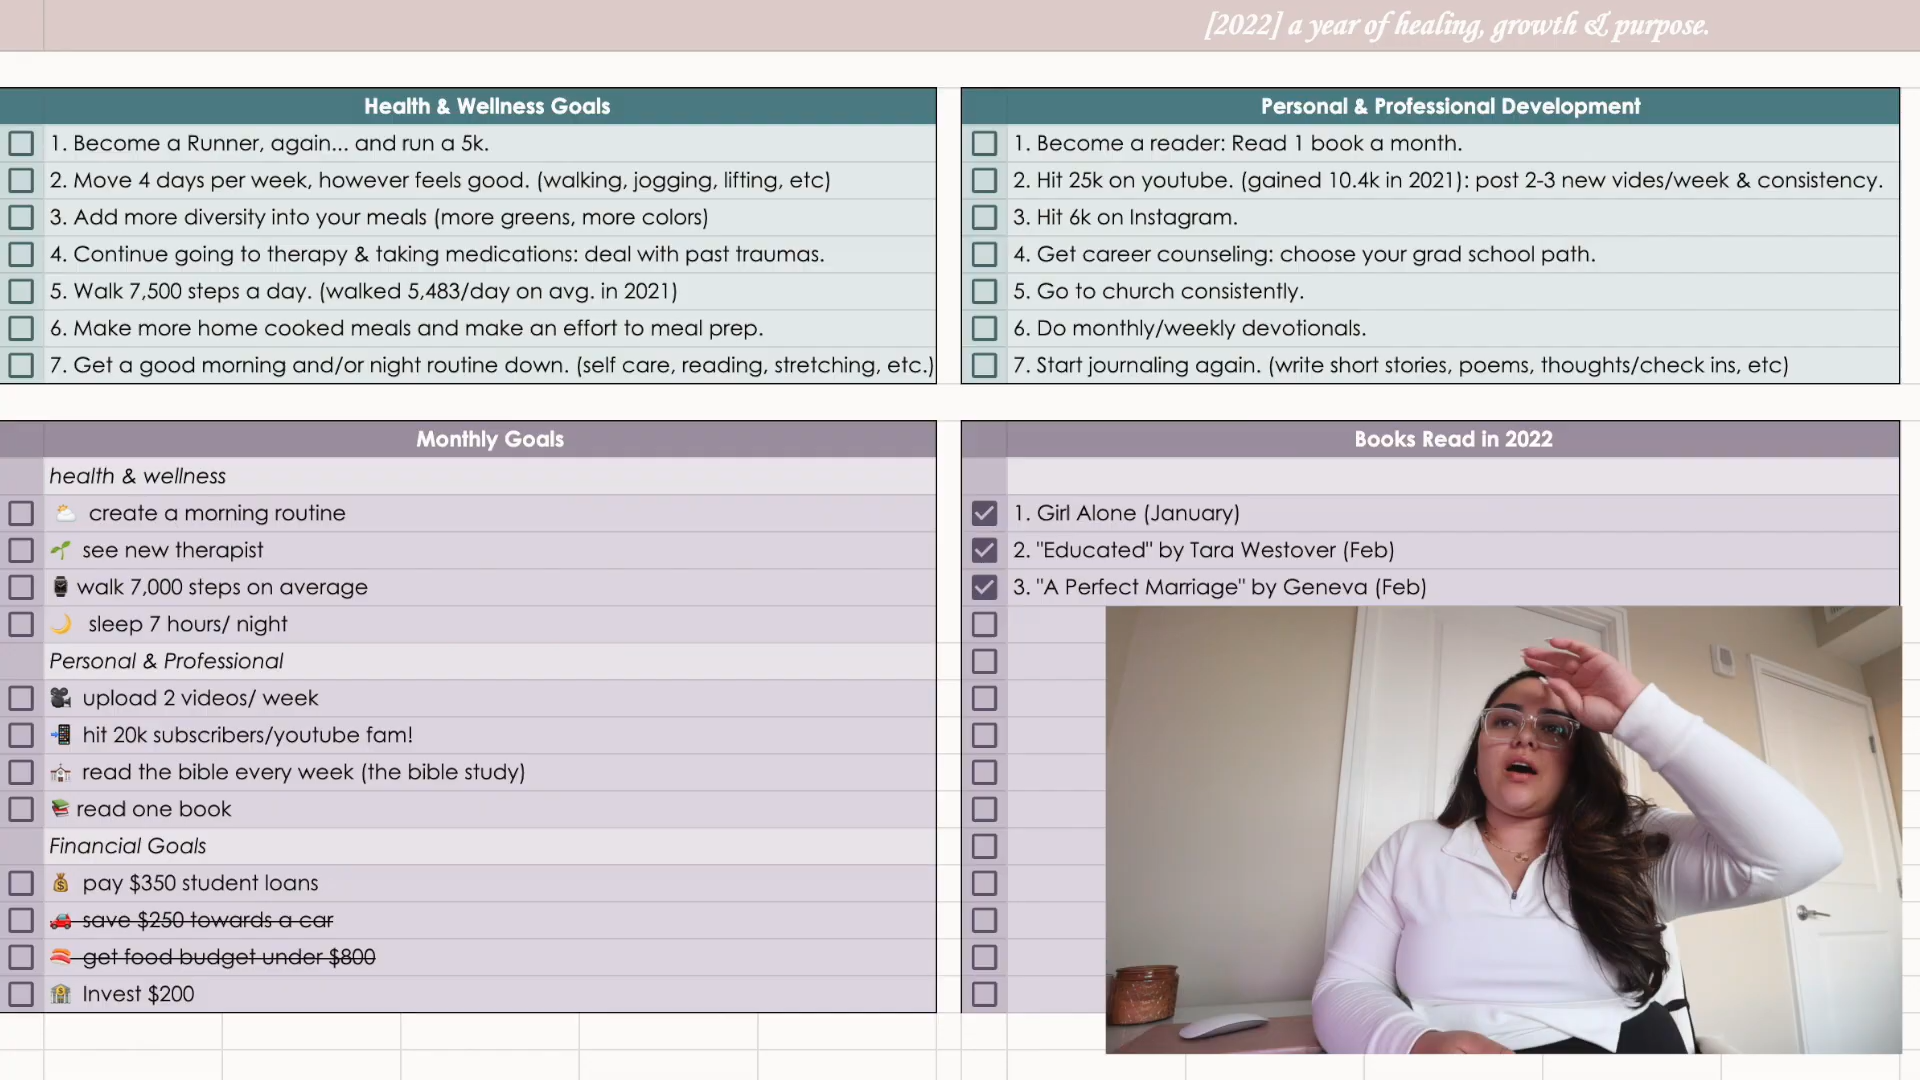 [2022] a year of healing, growth & purpose.
Health & Wellness Goals
1. Become a Runner, again... and run a 5k.
2. Move 4 days per week, however feels good. (walking, jogging, lifting, etc)
3. Add more diversity into your meals (more greens, more colors)
4. Continue going to therapy & taking medications: deal with past traumas.
5. Walk 7,500 steps a day. (walked 5,483/day on avg. in 2021)
6. Make more home cooked meals and make an effort to meal prep.
7. Get a good morning and/or night routine down. (self care, reading, stretching, etc.)
Personal & Professional Development
1. Become a reader: Read 1 book a month.
2. Hit 25k on youtube. (gained 10.4k in 2021): post 2-3 new vides/week & consistency.
3. Hit 6k on Instagram.
4. Get career counseling: choose your grad school path.
5. Go to church consistently.
6. Do monthly/weekly devotionals.
7. Start journaling again. (write short stories, poems, thoughts/check ins, etc)
Monthly Goals
health & wellness
create a morning routine
see new therapist
walk 7,000 steps on average
sleep 7 hours/ night
Personal & Professional
upload 2 videos/ week
hit 20k subscribers/youtube fam!
read the bible every week (the bible study)
read one book
Financial Goals
pay $350 student loans
save $250 towards a car
get food budget under $800
Invest $200
Books Read in 2022
1. Girl Alone (January)
2. "Educated" by Tara Westover (Feb)
3. "A Perfect Marriage" by Geneva (Feb)